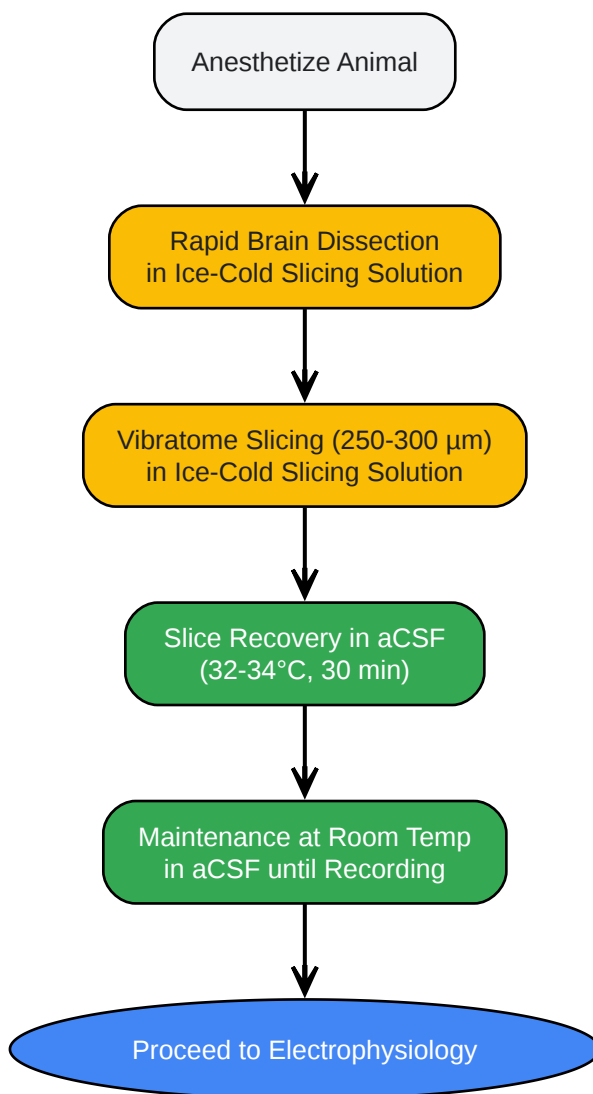 Anesthetize Animal
Rapid Brain Dissection
in Ice-Cold Slicing Solution
Vibratome Slicing (250-300 µm)
in Ice-Cold Slicing Solution
Slice Recovery in aCSF
(32-34°C, 30 min)
Maintenance at Room Temp
in aCSF until Recording
Proceed to Electrophysiology